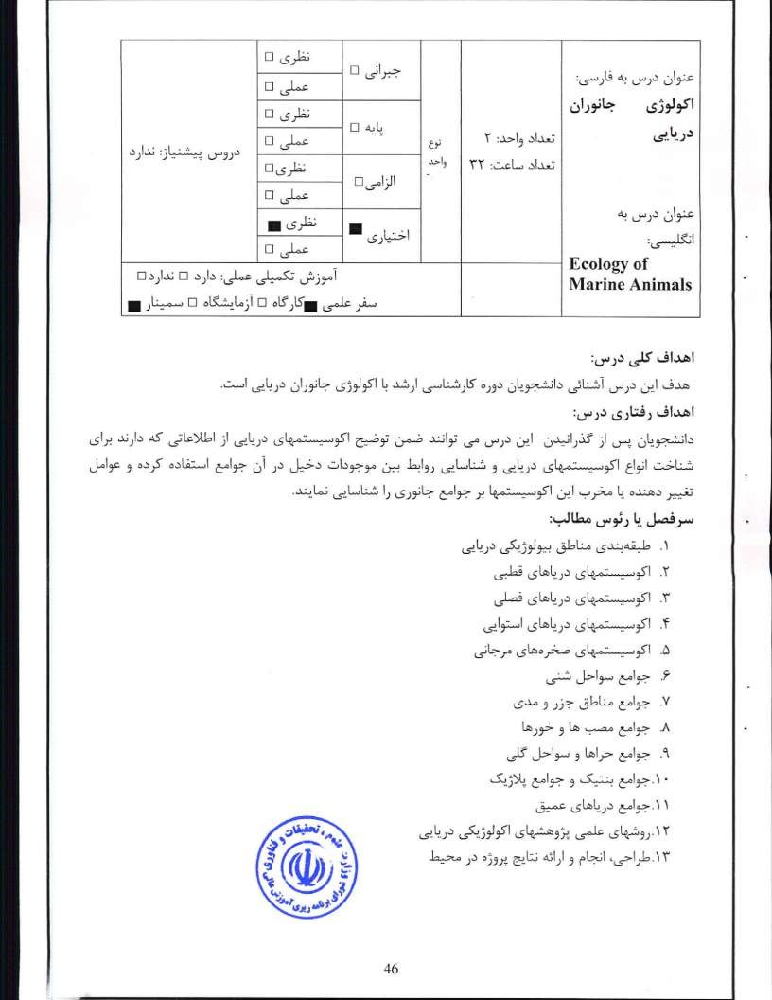 عنوان درس به فارسی:
اکولوژی جانوران
دریایی
عنوان درس به
انگلیسی:
Ecology of
Marine Animals
تعداد واحد: ۲
تعداد ساعت: ۳۲
نوع
واحد
جبرانی □
نظری □
عملی □
پایه □
نظری □
عملی □
الزامی□
نظری□
عملی □
اختیاری ■
نظری ■
عملی □
دروس پیشنیاز: ندارد
آموزش تکمیلی عملی: دارد □ ندارد□
سفر علمی ■کارگاه □ آزمایشگاه □ سمینار ■
اهداف کلی درس:
هدف این درس آشنائی دانشجویان دوره کارشناسی ارشد با اکولوژی جانوران دریایی است.
اهداف رفتاری درس:
دانشجویان پس از گذرانیدن این درس می توانند ضمن توضیح اکوسیستمهای دریایی از اطلاعاتی که دارند برای
شناخت انواع اکوسیستمهای دریایی و شناسایی روابط بین موجودات دخیل در آن جوامع استفاده کرده و عوامل
تغییر دهنده یا مخرب این اکوسیستمها بر جوامع جانوری را شناسایی نمایند.
سرفصل یا رئوس مطالب:
۱. طبقه‌بندی مناطق بیولوژیکی دریایی
۲. اکوسیستمهای دریاهای قطبی
۳. اکوسیستمهای دریاهای فصلی
۴. اکوسیستمهای دریاهای استوایی
۵. اکوسیستمهای صخره‌های مرجانی
۶. جوامع سواحل شنی
۷. جوامع مناطق جزر و مدی
۸. جوامع مصب ها و خورها
۹. جوامع حراها و سواحل گلی
۱۰.جوامع بنتیک و جوامع پلاژیک
۱۱.جوامع دریاهای عمیق
۱۲.روشهای علمی پژوهشهای اکولوژیکی دریایی
۱۳.طراحی، انجام و ارائه نتایج پروژه در محیط
وزارت علوم، تحقیقات و فناوری
شورای برنامه ریزی آموزش عالی
46